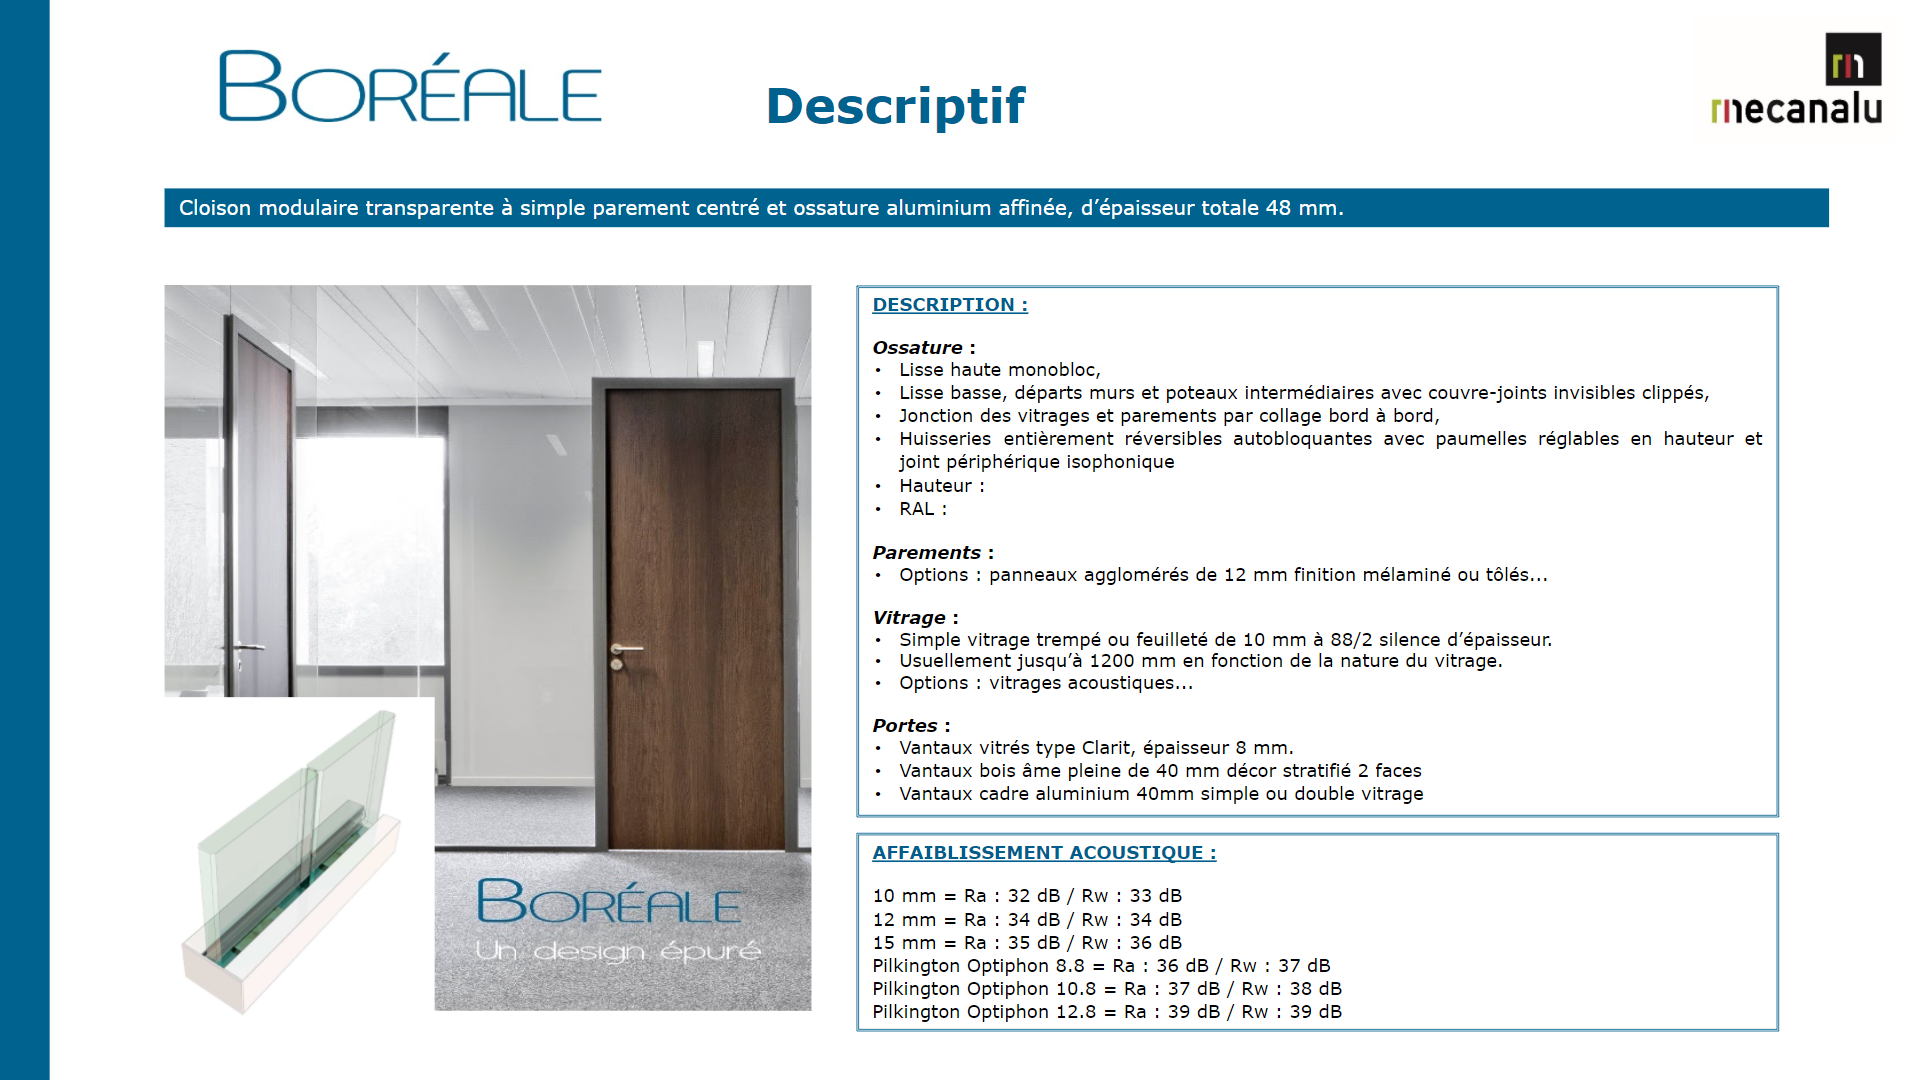 BORÉALE
Descriptif
mecanalu
Cloison modulaire transparente à simple parement centré et ossature aluminium affinée, d’épaisseur totale 48 mm.
DESCRIPTION :
Ossature :
• Lisse haute monobloc,
• Lisse basse, départs murs et poteaux intermédiaires avec couvre-joints invisibles clippés,
• Jonction des vitrages et parements par collage bord à bord,
• Huisseries entièrement réversibles autobloquantes avec paumelles réglables en hauteur et
joint périphérique isophonique
• Hauteur :
• RAL :
Parements :
• Options : panneaux agglomérés de 12 mm finition mélaminé ou tôlés...
Vitrage :
• Simple vitrage trempé ou feuilleté de 10 mm à 88/2 silence d’épaisseur.
• Usuellement jusqu’à 1200 mm en fonction de la nature du vitrage.
• Options : vitrages acoustiques...
Portes :
• Vantaux vitrés type Clarit, épaisseur 8 mm.
• Vantaux bois âme pleine de 40 mm décor stratifié 2 faces
• Vantaux cadre aluminium 40mm simple ou double vitrage
AFFAIBLISSEMENT ACOUSTIQUE :
10 mm = Ra : 32 dB / Rw : 33 dB
12 mm = Ra : 34 dB / Rw : 34 dB
15 mm = Ra : 35 dB / Rw : 36 dB
Pilkington Optiphon 8.8 = Ra : 36 dB / Rw : 37 dB
Pilkington Optiphon 10.8 = Ra : 37 dB / Rw : 38 dB
Pilkington Optiphon 12.8 = Ra : 39 dB / Rw : 39 dB
BORÉALE
Un design épuré